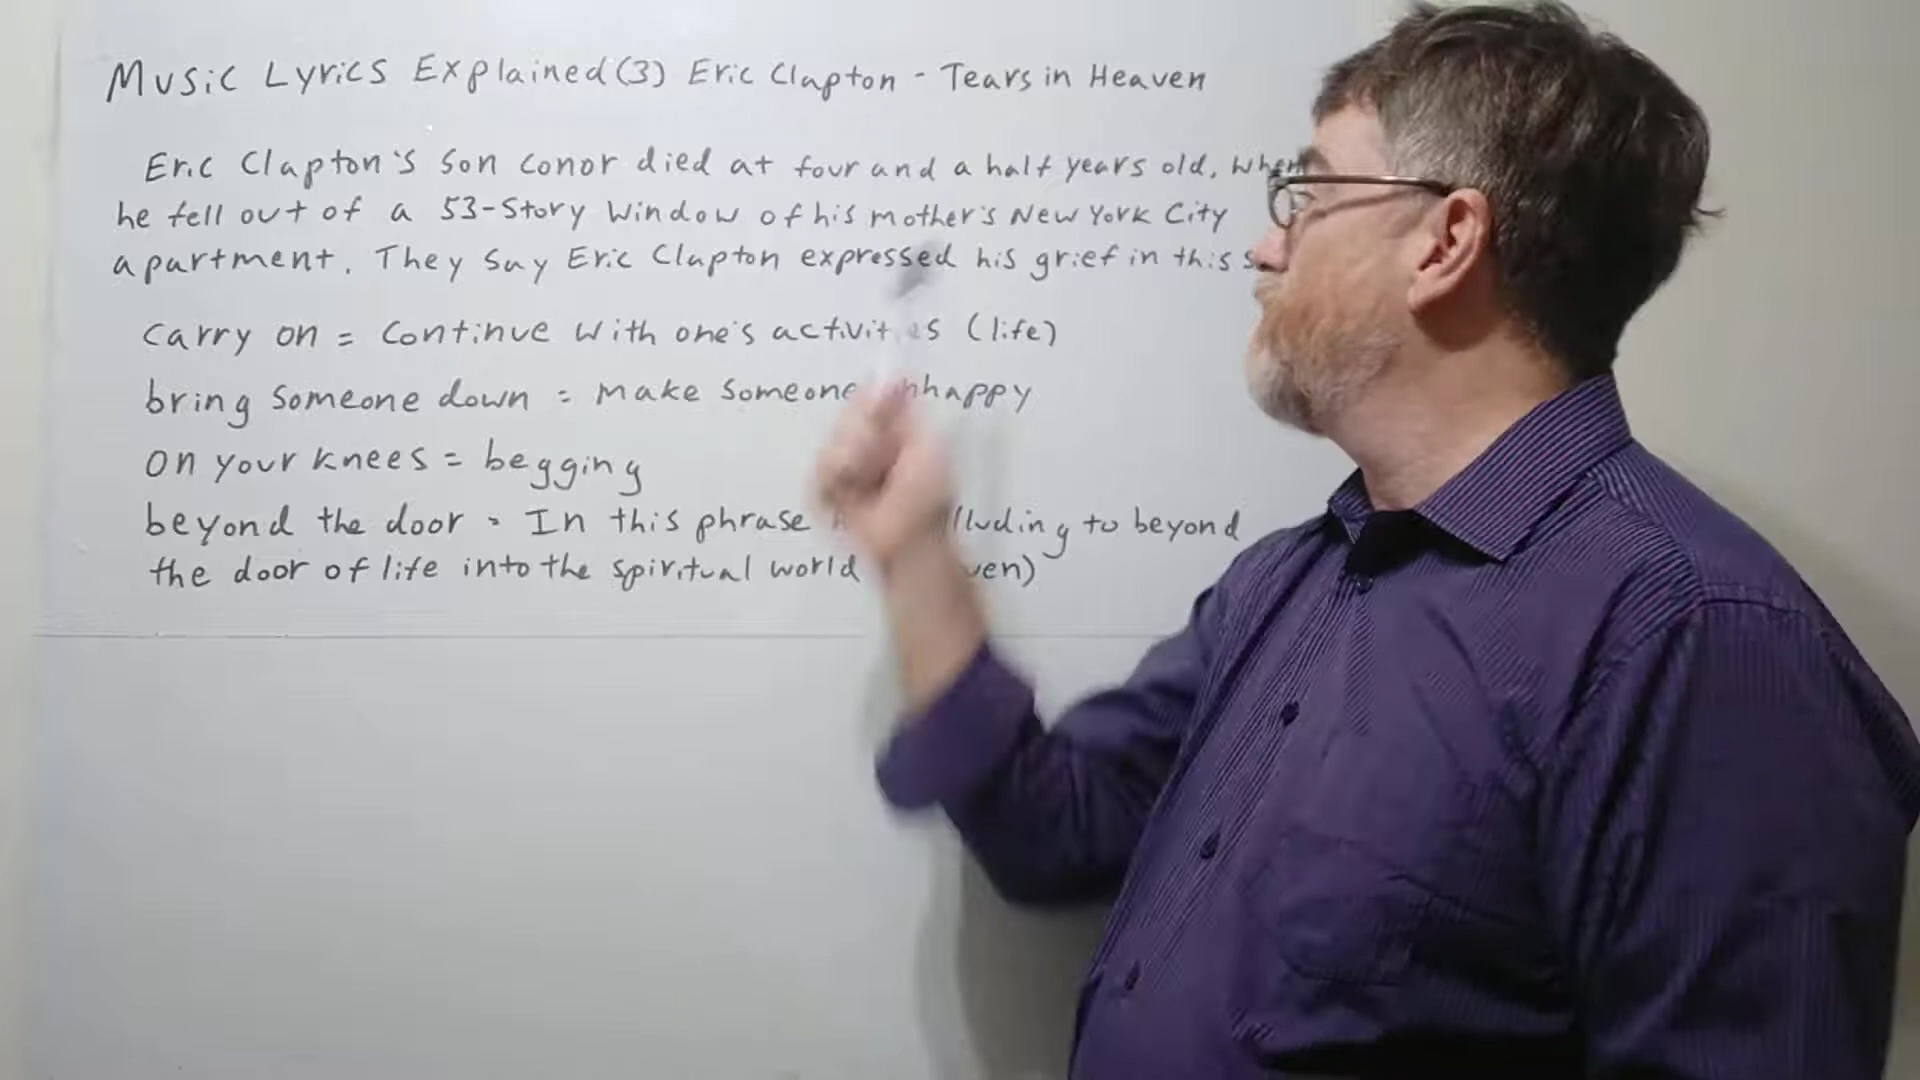 Music Lyrics Explained (3) Eric Clapton - Tears in Heaven
Eric Clapton's son Conor died at four and a half years old, when
he fell out of a 53-story window of his mother's New York City
apartment. They say Eric Clapton expressed his grief in this
carry on = continue with one's activities (life)
bring someone down = make someone unhappy
on your knees = begging
beyond the door = In this phrase to beyond
the door of life into the spiritual world